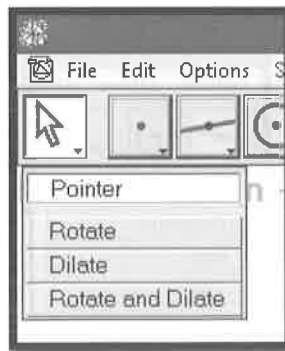 File Edit Options
Pointer
Rotate
Dilate
Rotate and Dilate